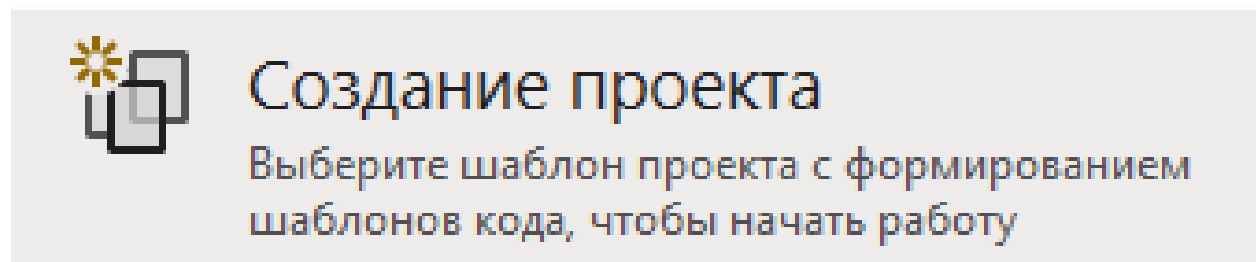 Создание проекта
Выберите шаблон проекта с формированием
шаблонов кода, чтобы начать работу